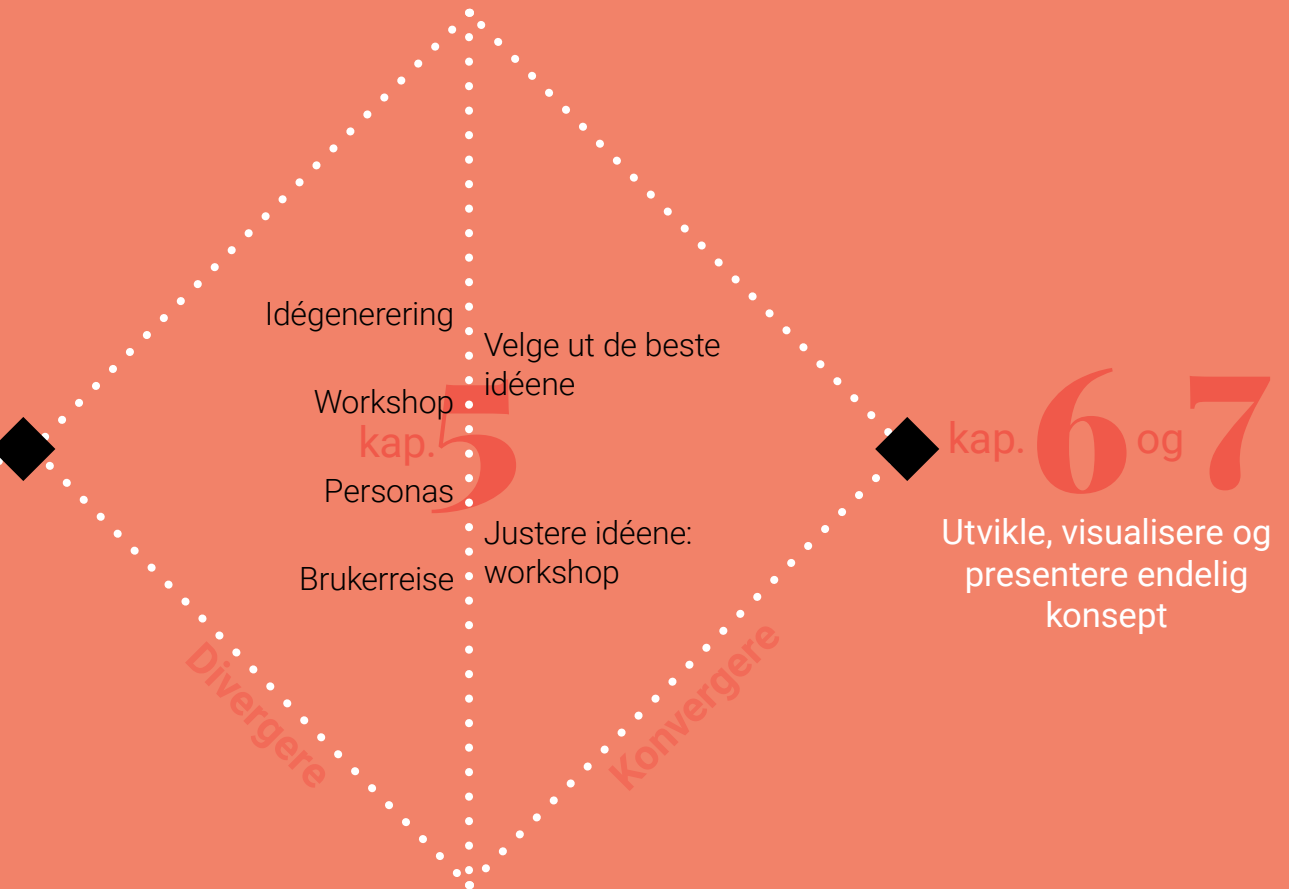 Idégenerering
Workshop
kap. 5
Personas
Brukerreise
Divergere
Velge ut de beste
idéene
Justere idéene:
workshop
Konvergere
kap. 6 og 7
Utvikle, visualisere og
presentere endelig
konsept